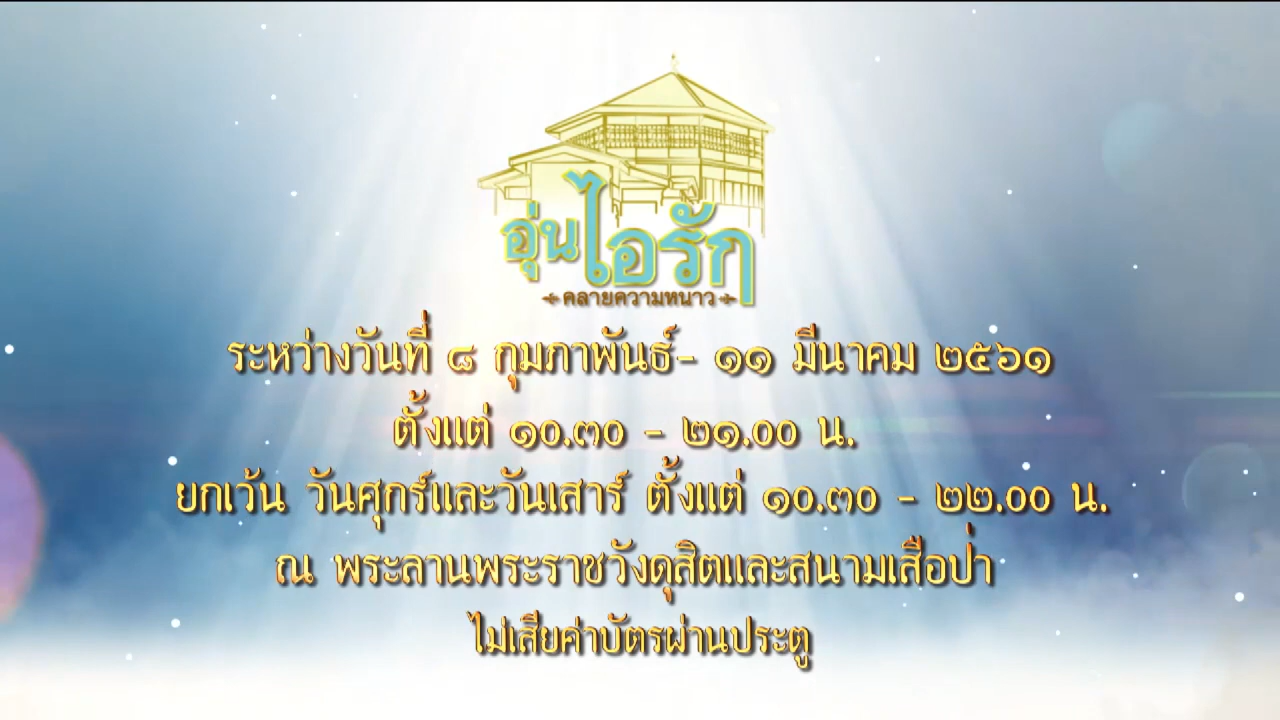 อุ่นไอรัก
คลายความหนาว
ระหว่างวันที่ ๘ กุมภาพันธ์- ๑๑ มีนาคม ๒๕๖๑
ตั้งแต่ ๑๐.๓๐ - ๒๑.๐๐ น.
ยกเว้น วันศุกร์และวันเสาร์ ตั้งแต่ ๑๐.๓๐ - ๒๒.๐๐ น.
ณ พระลานพระราชวังดุสิตและสนามเสือป่า
ไม่เสียค่าบัตรผ่านประตู